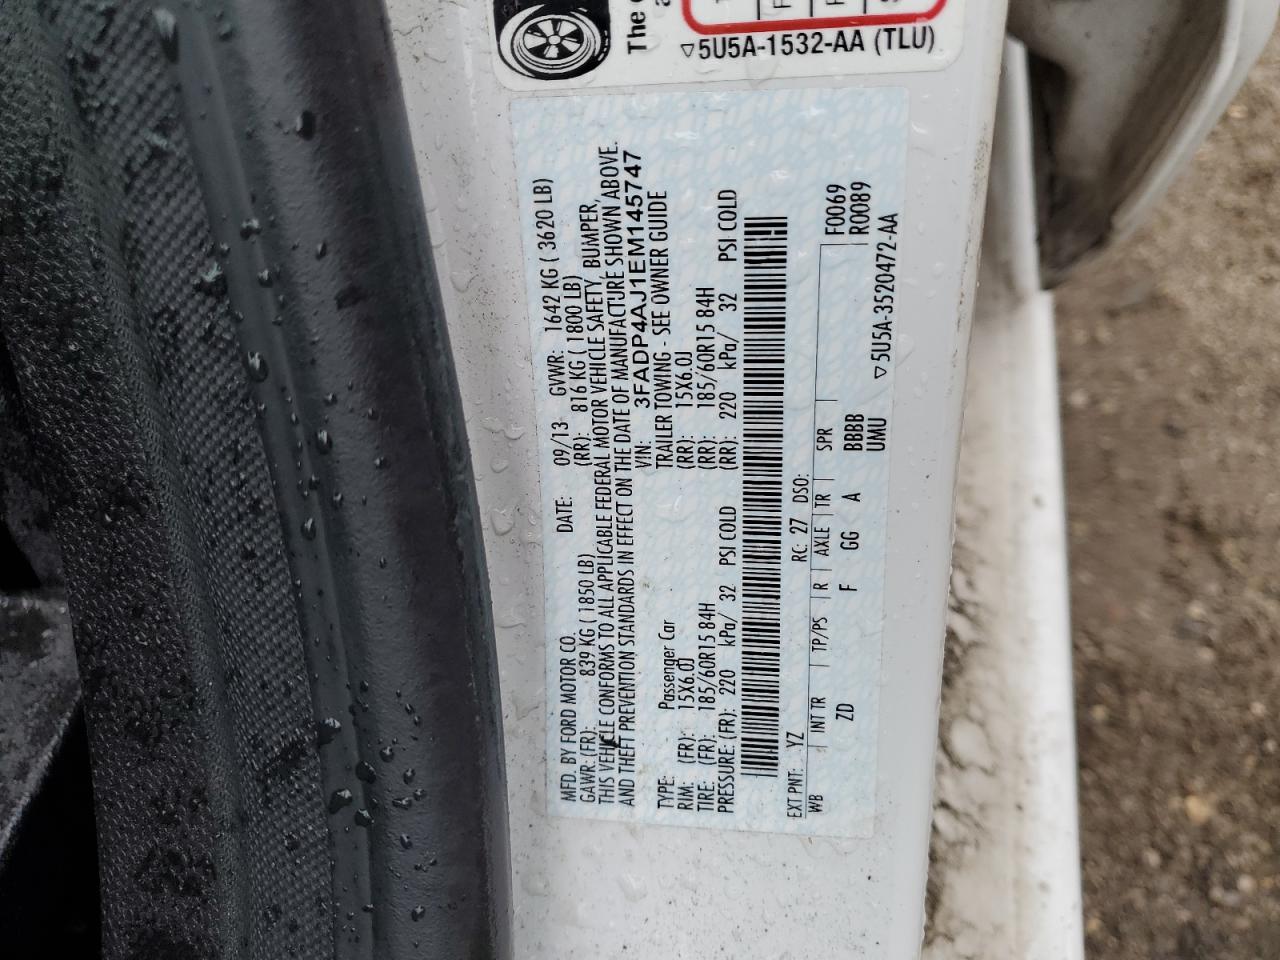 The
▽5U5A-1532-AA (TLU)
MFD. BY FORD MOTOR CO. DATE: 09/13 GVWR: 1642 KG ( 3620 LB)
GAWR: (FR): 839 KG ( 1850 LB) (RR): 816 KG ( 1800 LB)
THIS VEHICLE CONFORMS TO ALL APPLICABLE FEDERAL MOTOR VEHICLE SAFETY, BUMPER,
AND THEFT PREVENTION STANDARDS IN EFFECT ON THE DATE OF MANUFACTURE SHOWN ABOVE.
VIN: 3FADP4AJ1EM145747
TYPE: Passenger Car TRAILER TOWING - SEE OWNER GUIDE
RIM: (FR): 15X6.0J (RR): 15X6.0J
TIRE: (FR): 185/60R15 84H (RR): 185/60R15 84H
PRESSURE: (FR): 220 kPa/ 32 PSI COLD (RR): 220 kPa/ 32 PSI COLD
EXT PNT: YZ RC: 27 DSO: F0069
WB INT TR TP/PS R AXLE TR SPR R0089
ZD F GG A BBBB
UMU
▽5U5A-3520472-AA